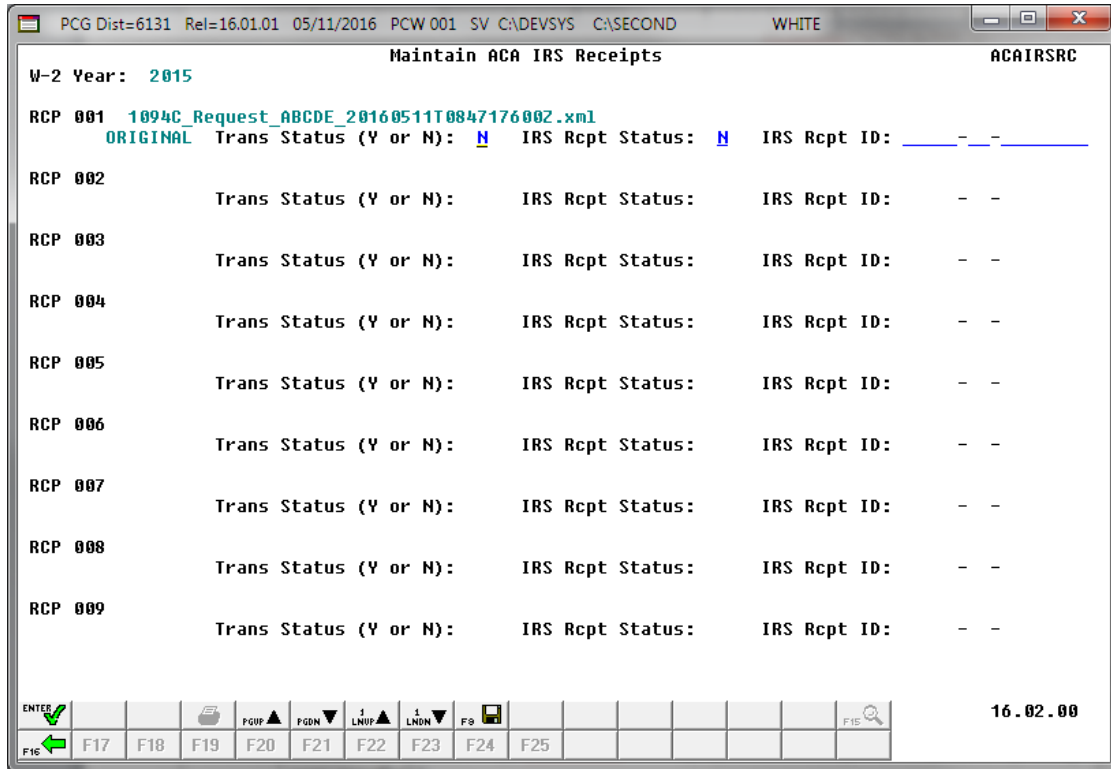 PCG Dist=6131 Rel=16.01.01 05/11/2016 PCW 001 SV C:\DEVSYS C:\SECOND WHITE
Maintain ACA IRS Receipts ACAIRSRC
W-2 Year: 2015
RCP 001 1094C_Request_ABCDE_20160511T084717600Z.xml
ORIGINAL Trans Status (Y or N): N IRS Rcpt Status: N IRS Rcpt ID: _____-__-________
RCP 002
Trans Status (Y or N): IRS Rcpt Status: IRS Rcpt ID: - -
RCP 003
Trans Status (Y or N): IRS Rcpt Status: IRS Rcpt ID: - -
RCP 004
Trans Status (Y or N): IRS Rcpt Status: IRS Rcpt ID: - -
RCP 005
Trans Status (Y or N): IRS Rcpt Status: IRS Rcpt ID: - -
RCP 006
Trans Status (Y or N): IRS Rcpt Status: IRS Rcpt ID: - -
RCP 007
Trans Status (Y or N): IRS Rcpt Status: IRS Rcpt ID: - -
RCP 008
Trans Status (Y or N): IRS Rcpt Status: IRS Rcpt ID: - -
RCP 009
Trans Status (Y or N): IRS Rcpt Status: IRS Rcpt ID: - -
ENTER PGUP PGDN 1 LNUP 1 LNDN F9 F15 16.02.00
F16 F17 F18 F19 F20 F21 F22 F23 F24 F25